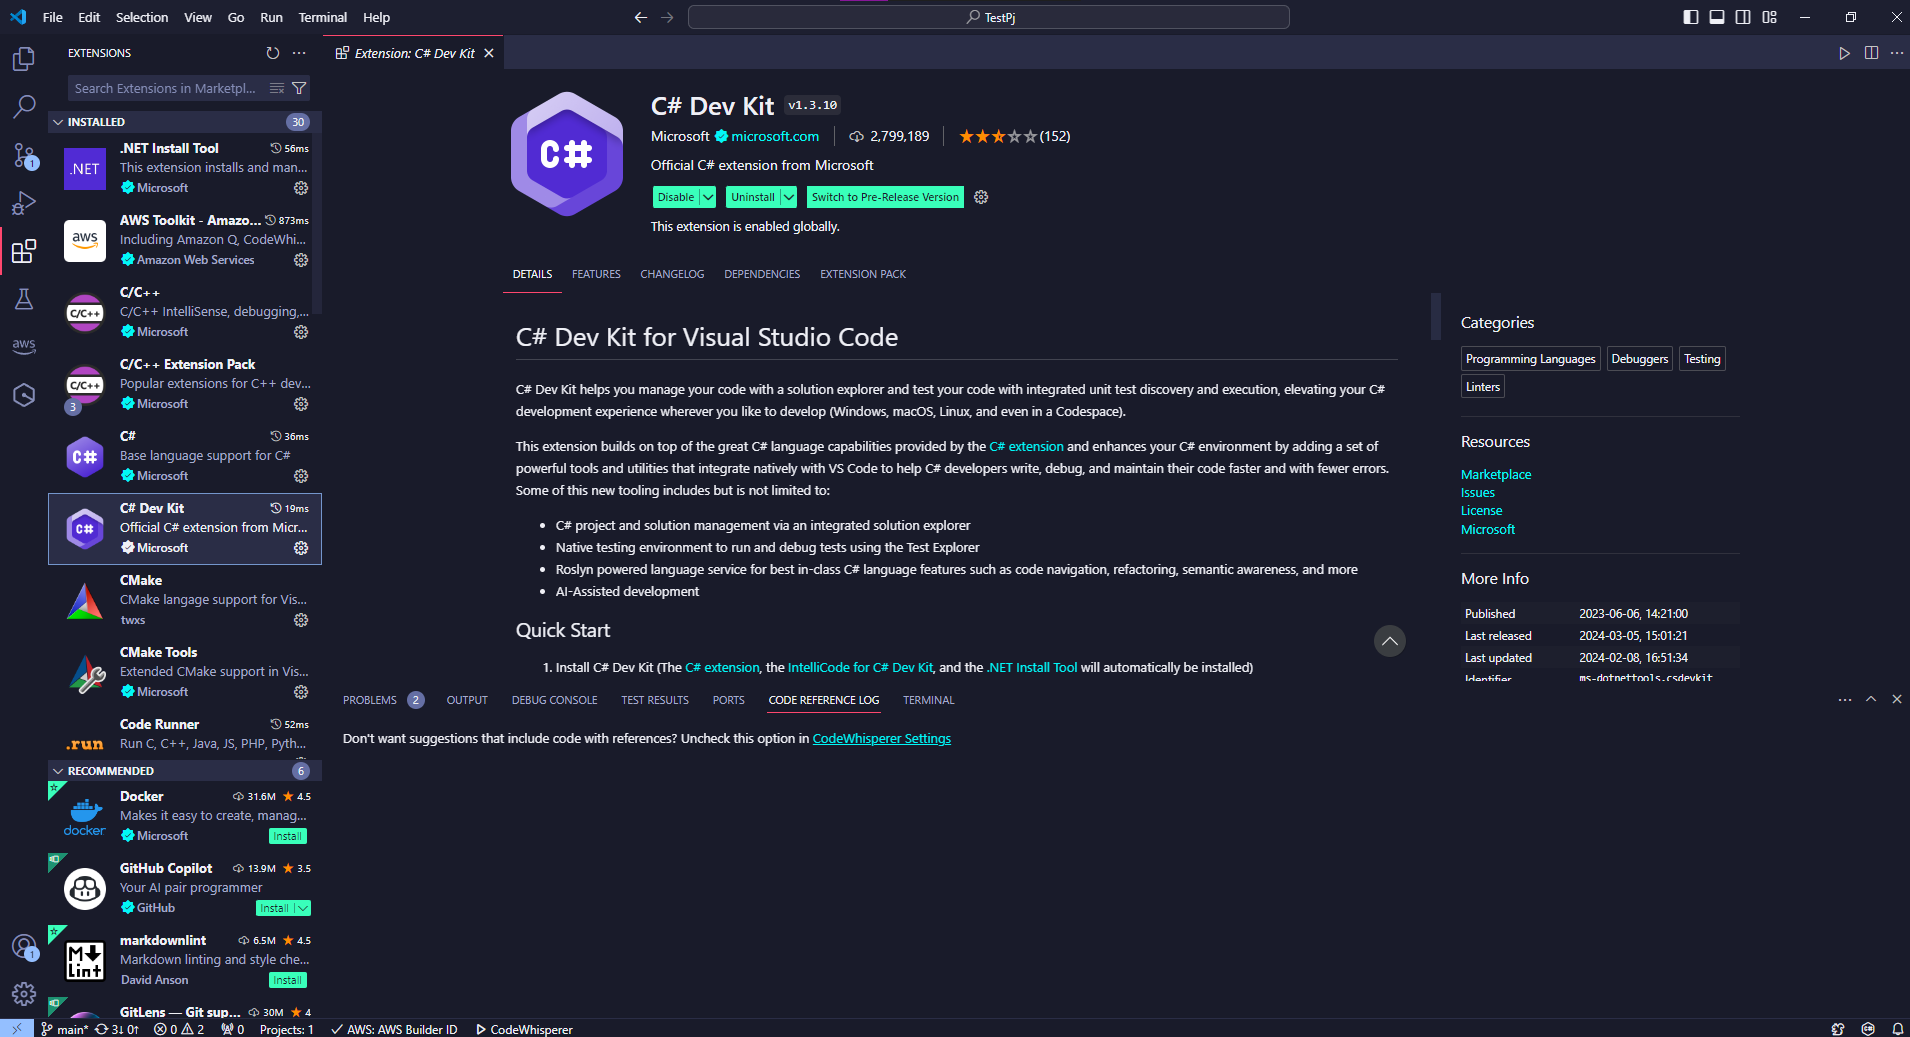 File Edit Selection View Go Run Terminal Help
TestPj
EXTENSIONS
Search Extensions in Marketpl...
INSTALLED 30
.NET
.NET Install Tool 56ms
This extension installs and man...
Microsoft
aws
AWS Toolkit - Amazo... 873ms
Including Amazon Q, CodeWhi...
Amazon Web Services
C/C++
C/C++
C/C++ IntelliSense, debugging,...
Microsoft
C/C++
3
C/C++ Extension Pack
Popular extensions for C++ dev...
Microsoft
C#
C# 36ms
Base language support for C#
Microsoft
C#
C# Dev Kit 19ms
Official C# extension from Micr...
Microsoft
CMake
CMake langage support for Vis...
twxs
CMake Tools
Extended CMake support in Vis...
Microsoft
.run
Code Runner 52ms
Run C, C++, Java, JS, PHP, Pyth...
RECOMMENDED 6
docker
Docker 31.6M 4.5
Makes it easy to create, manag...
Microsoft Install
GitHub Copilot 13.9M 3.5
Your AI pair programmer
GitHub Install
M Lint
markdownlint 6.5M 4.5
Markdown linting and style che...
David Anson Install
GitLens — Git sup... 30M 4
1
aws
1
Extension: C# Dev Kit
C#
C# Dev Kit v1.3.10
Microsoft microsoft.com 2,799,189 (152)
Official C# extension from Microsoft
Disable Uninstall Switch to Pre-Release Version
This extension is enabled globally.
DETAILS FEATURES CHANGELOG DEPENDENCIES EXTENSION PACK
C# Dev Kit for Visual Studio Code
C# Dev Kit helps you manage your code with a solution explorer and test your code with integrated unit test discovery and execution, elevating your C#
development experience wherever you like to develop (Windows, macOS, Linux, and even in a Codespace).
This extension builds on top of the great C# language capabilities provided by the C# extension and enhances your C# environment by adding a set of
powerful tools and utilities that integrate natively with VS Code to help C# developers write, debug, and maintain their code faster and with fewer errors.
Some of this new tooling includes but is not limited to:
• C# project and solution management via an integrated solution explorer
• Native testing environment to run and debug tests using the Test Explorer
• Roslyn powered language service for best in-class C# language features such as code navigation, refactoring, semantic awareness, and more
• AI-Assisted development
Quick Start
1. Install C# Dev Kit (The C# extension, the IntelliCode for C# Dev Kit, and the .NET Install Tool will automatically be installed)
Categories
Programming Languages Debuggers Testing
Linters
Resources
Marketplace
Issues
License
Microsoft
More Info
Published 2023-06-06, 14:21:00
Last released 2024-03-05, 15:01:21
Last updated 2024-02-08, 16:51:34
Identifier ms-dotnettools.csdevkit
PROBLEMS 2 OUTPUT DEBUG CONSOLE TEST RESULTS PORTS CODE REFERENCE LOG TERMINAL
Don't want suggestions that include code with references? Uncheck this option in CodeWhisperer Settings
main* 3↓ 0↑ 0 2 0 Projects: 1 AWS: AWS Builder ID CodeWhisperer